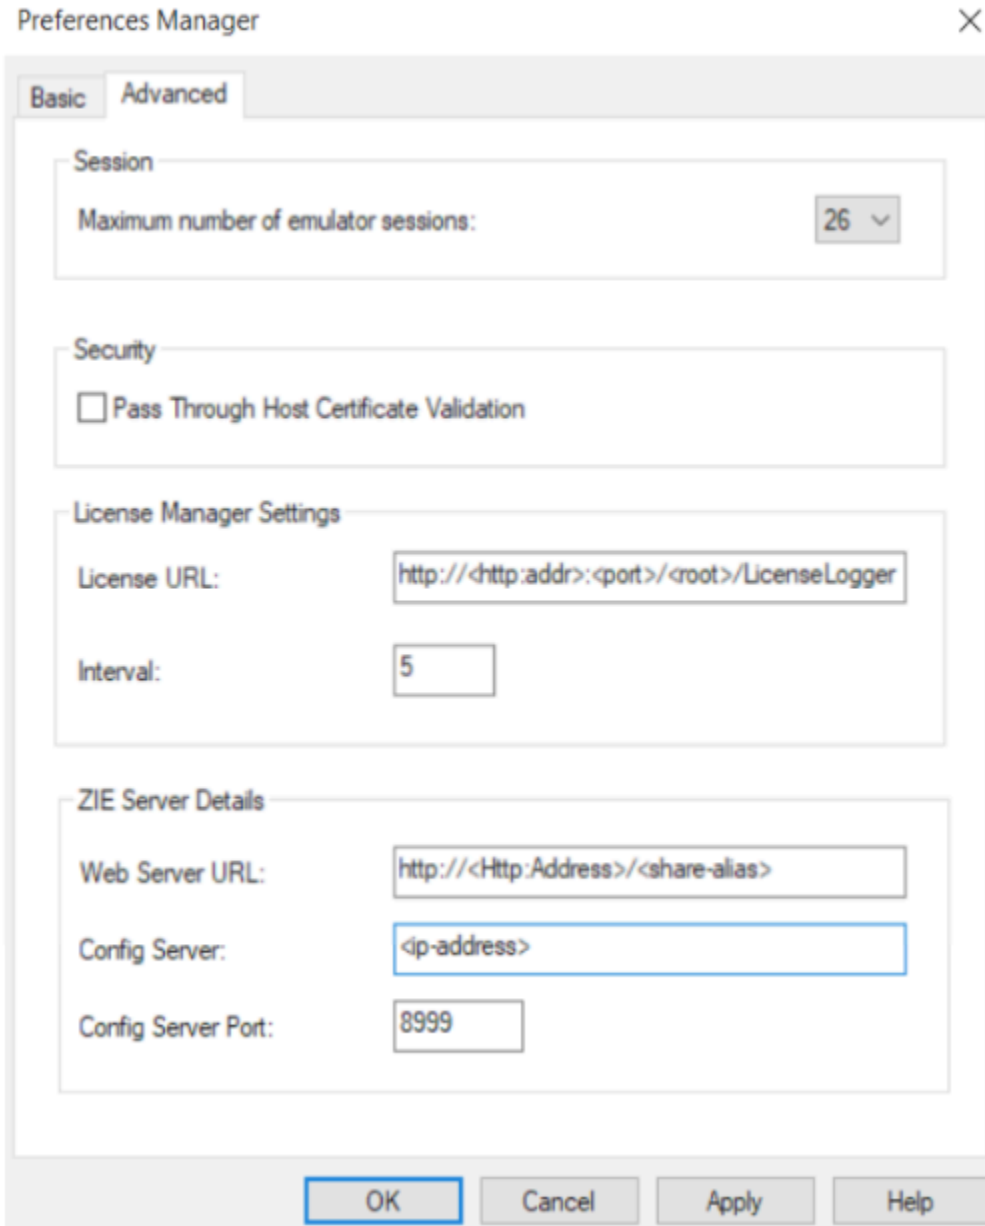 Preferences Manager
Basic
Advanced
Session
Maximum number of emulator sessions: 26
Security
Pass Through Host Certificate Validation
License Manager Settings
License URL: http://<http:addr>:<port>/<root>/LicenseLogger
Interval: 5
ZIE Server Details
Web Server URL: http://<Http:Address>/<share-alias>
Config Server: <ip-address>
Config Server Port: 8999
OK Cancel Apply Help